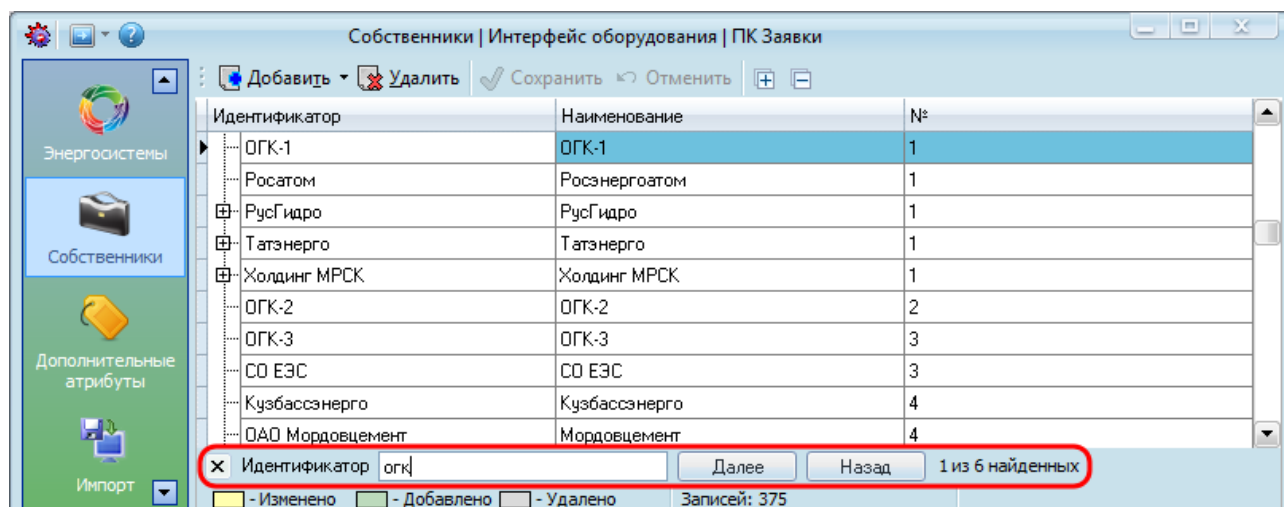 Собственники | Интерфейс оборудования | ПК Заявки
Добавить Удалить Сохранить Отменить
Энергосистемы
Собственники
Дополнительные
атрибуты
Импорт
Идентификатор Наименование №
ОГК-1 ОГК-1 1
Росатом Росэнергоатом 1
РусГидро РусГидро 1
Татэнерго Татэнерго 1
Холдинг МРСК Холдинг МРСК 1
ОГК-2 ОГК-2 2
ОГК-3 ОГК-3 3
СО ЕЭС СО ЕЭС 3
Кузбассэнерго Кузбассэнерго 4
ОАО Мордовцемент Мордовцемент 4
Идентификатор огк Далее Назад 1 из 6 найденных
- Изменено - Добавлено - Удалено Записей: 375